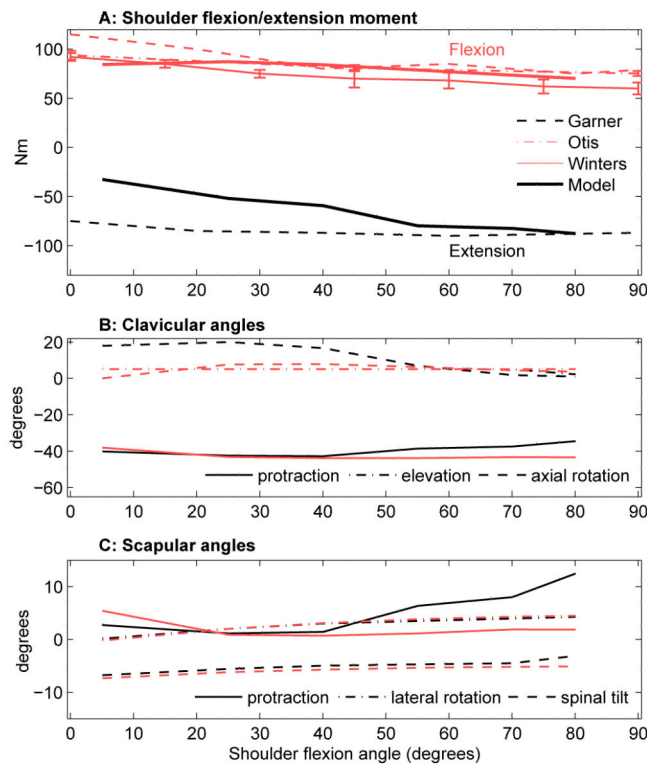 A: Shoulder flexion/extension moment
100
50
0
−50
−100
Nm
Flexion
Garner
Otis
Winters
Model
Extension
0 10 20 30 40 50 60 70 80 90
B: Clavicular angles
20
0
−20
−40
−60
degrees
protraction elevation axial rotation
0 10 20 30 40 50 60 70 80 90
C: Scapular angles
10
0
−10
degrees
protraction lateral rotation spinal tilt
0 10 20 30 40 50 60 70 80 90
Shoulder flexion angle (degrees)